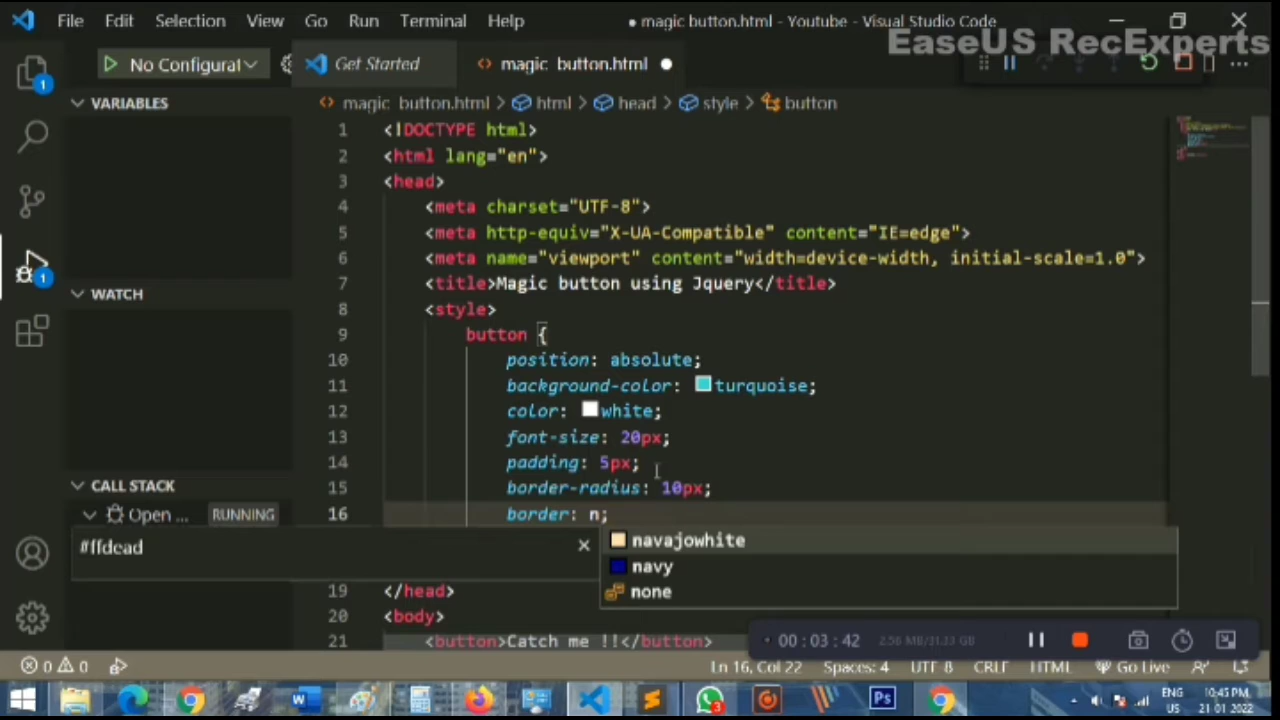 File Edit Selection View Go Run Terminal Help
● magic button.html - Youtube - Visual Studio Code
EaseUS RecExperts
No Configurat
Get Started
magic button.html ●
VARIABLES
magic button.html > html > head > style > button
1 <!DOCTYPE html>
2 <html lang="en">
3 <head>
4 <meta charset="UTF-8">
5 <meta http-equiv="X-UA-Compatible" content="IE=edge">
6 <meta name="viewport" content="width=device-width, initial-scale=1.0">
7 <title>Magic button using Jquery</title>
8 <style>
9 button {
10 position: absolute;
11 background-color: turquoise;
12 color: white;
13 font-size: 20px;
14 padding: 5px;
15 border-radius: 10px;
16 border: n;
WATCH
CALL STACK
Open ... RUNNING
#ffdead
navajowhite
navy
none
19 </head>
20 <body>
21 <button>Catch me !!</button>
00:03:42
0 0
Ln 16, Col 22 Spaces: 4 UTF-8 CRLF HTML Go Live
1
1
3
W
Ps
ENG
US
10:45 PM
21-01-2022